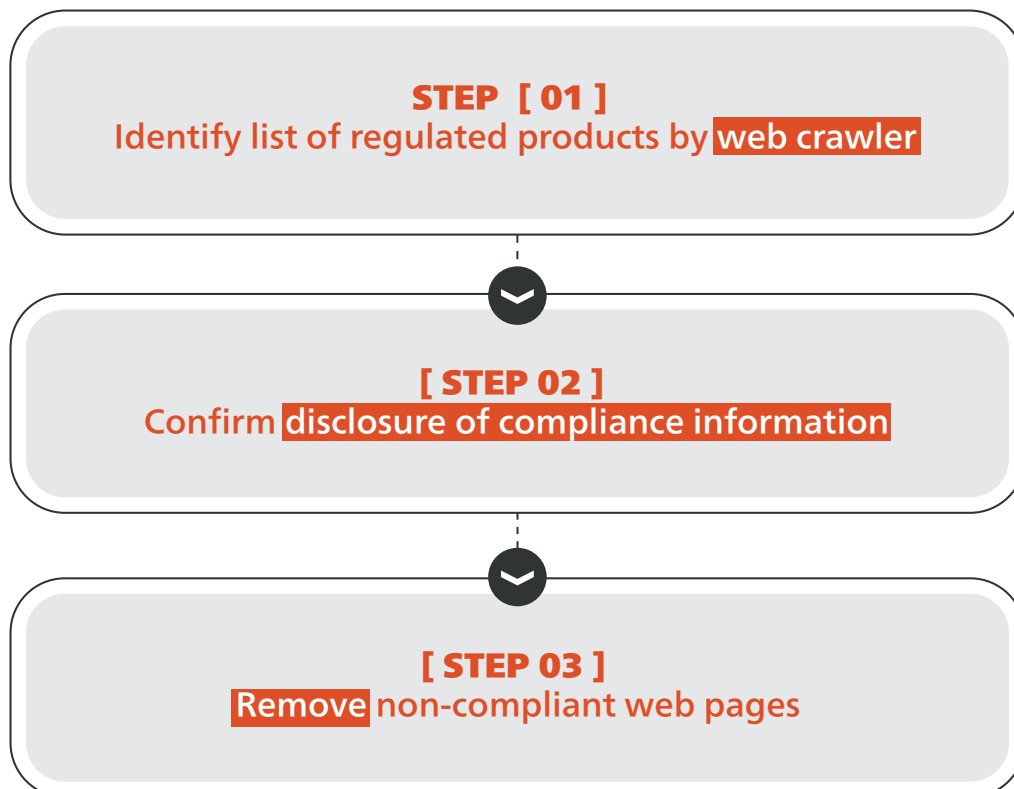 STEP [ 01 ]
Identify list of regulated products by web crawler
[ STEP 02 ]
Confirm disclosure of compliance information
[ STEP 03 ]
Remove non-compliant web pages